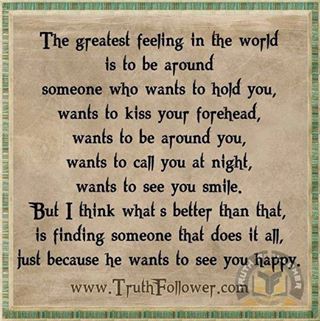 The greatest feeling in the world
is to be around
someone who wants to hold you,
wants to kiss your forehead,
wants to be around you,
wants to call you at night,
wants to see you smile.
But I think what s better than that,
is finding someone that does it all,
just because he wants to see you happy.
www.TruthFollower.com